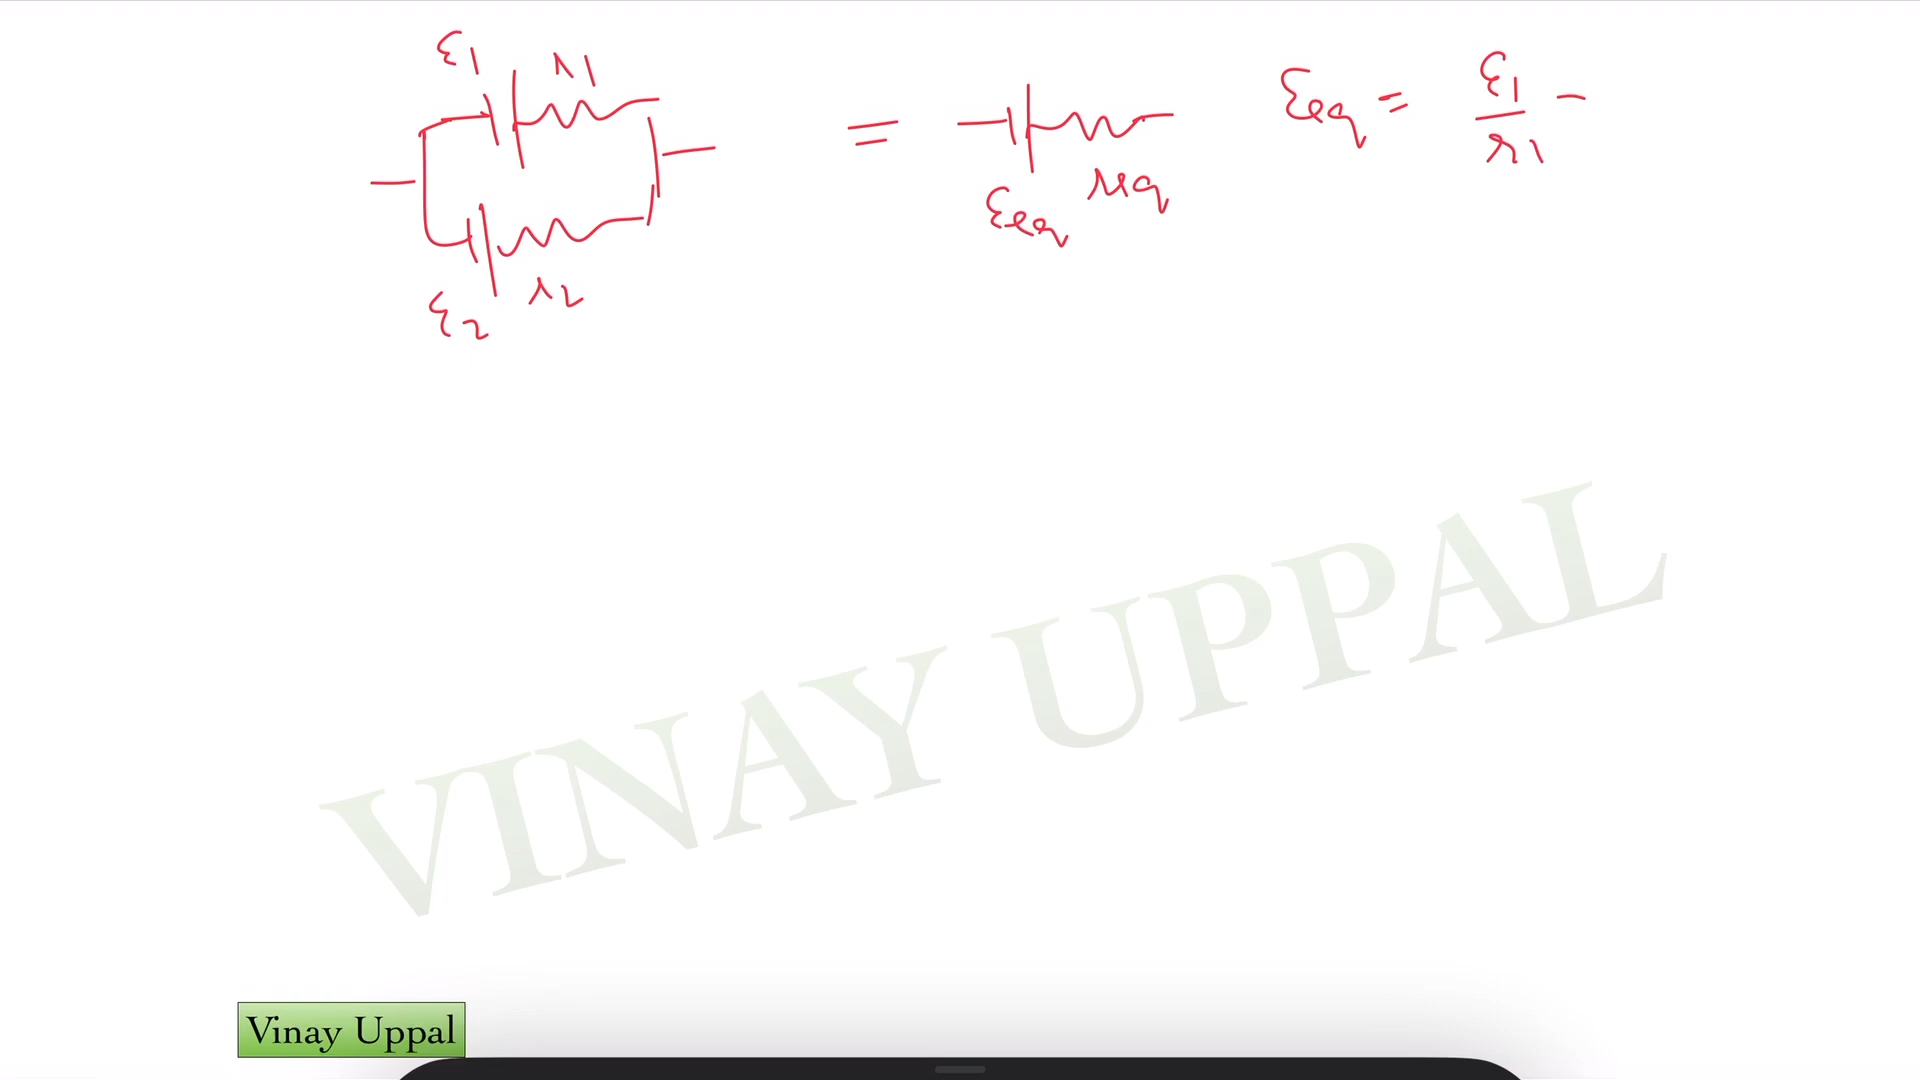 ε1 r1
ε2 r2
=
εeq req
εeq = ε1/r1 –
VINAY UPPAL
Vinay Uppal